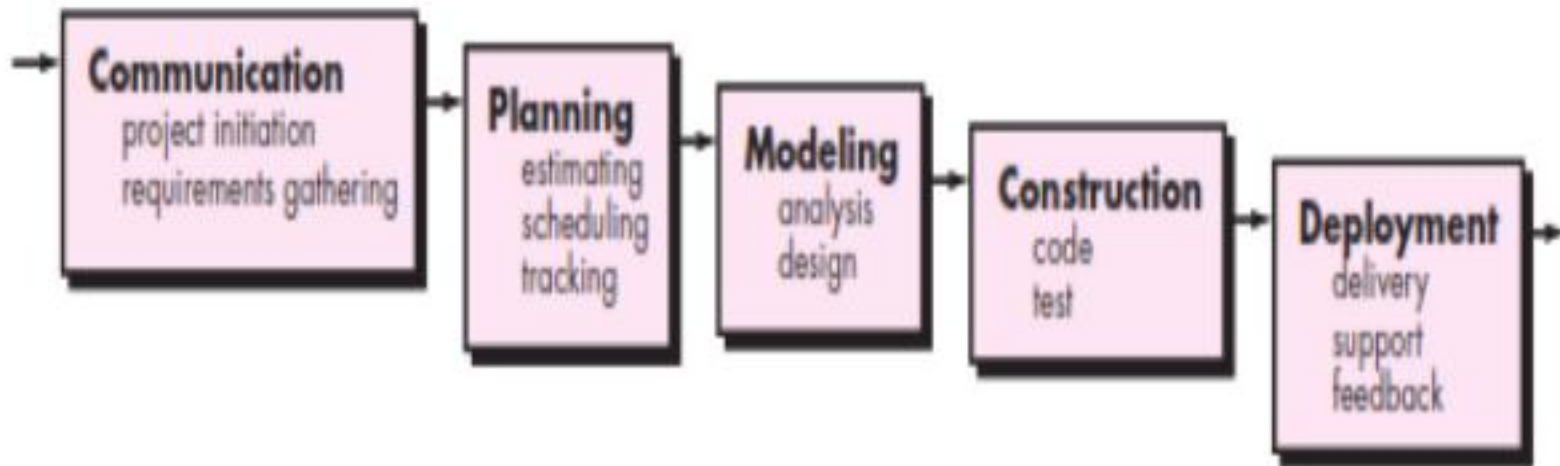 Communication
project initiation
requirements gathering
Planning
estimating
scheduling
tracking
Modeling
analysis
design
Construction
code
test
Deployment
delivery
support
feedback